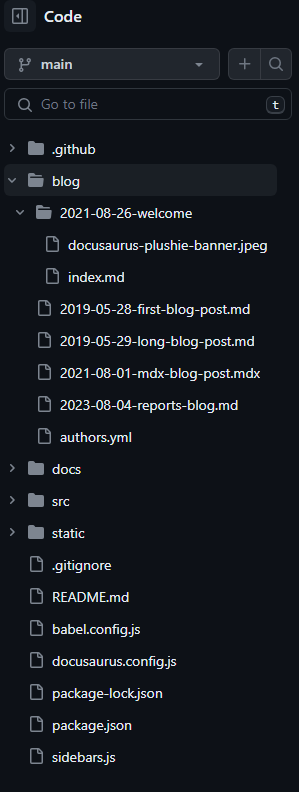 Code
main
Go to file t
.github
blog
2021-08-26-welcome
docusaurus-plushie-banner.jpeg
index.md
2019-05-28-first-blog-post.md
2019-05-29-long-blog-post.md
2021-08-01-mdx-blog-post.mdx
2023-08-04-reports-blog.md
authors.yml
docs
src
static
.gitignore
README.md
babel.config.js
docusaurus.config.js
package-lock.json
package.json
sidebars.js